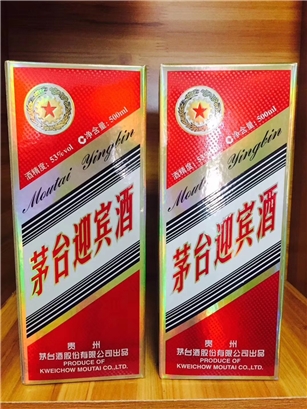 酒精度:53%vol 净含量:500ml
Moutai Yingbin
茅台迎宾酒
贵州
茅台酒股份有限公司出品
PRODUCE OF
KWEICHOW MOUTAI CO.,LTD.
酒精度:53%vol 净含量:500ml
Moutai Yingbin
茅台迎宾酒
贵州
茅台酒股份有限公司出品
PRODUCE OF
KWEICHOW MOUTAI CO.,LTD.